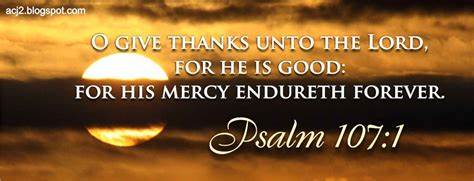 acj2.blogspot.com
O GIVE THANKS UNTO THE LORD,
FOR HE IS GOOD:
FOR HIS MERCY ENDURETH FOREVER.
Psalm 107:1